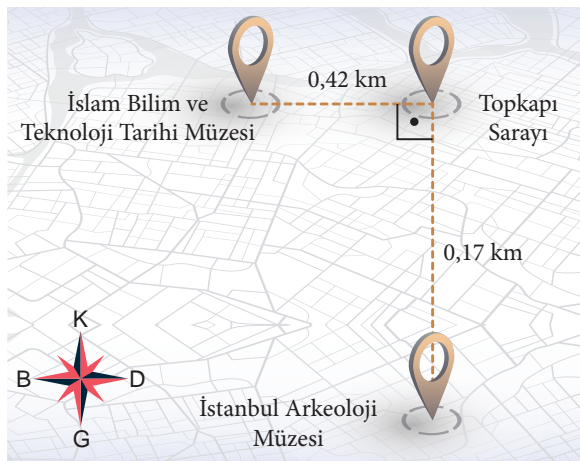 0,42 km
İslam Bilim ve
Teknoloji Tarihi Müzesi
Topkapı
Sarayı
0,17 km
K
B
D
G
İstanbul Arkeoloji
Müzesi